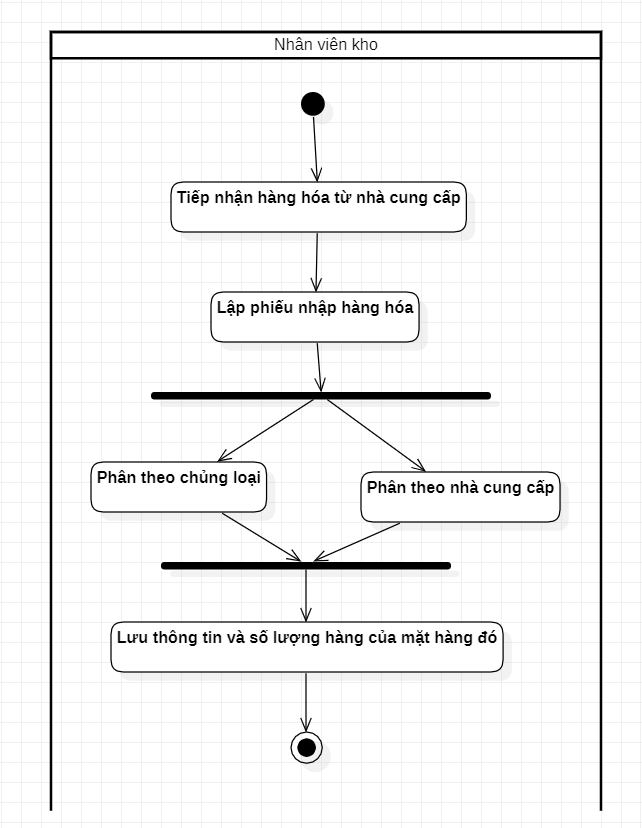 Nhân viên kho
Tiếp nhận hàng hóa từ nhà cung cấp
Lập phiếu nhập hàng hóa
Phân theo chủng loại
Phân theo nhà cung cấp
Lưu thông tin và số lượng hàng của mặt hàng đó